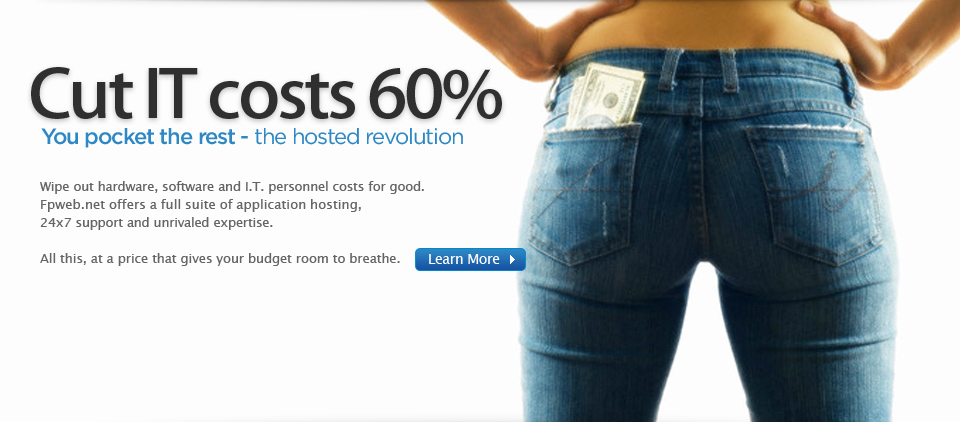 Cut IT costs 60%
You pocket the rest - the hosted revolution
Wipe out hardware, software and I.T. personnel costs for good.
Fpweb.net offers a full suite of application hosting,
24x7 support and unrivaled expertise.
All this, at a price that gives your budget room to breathe.
Learn More